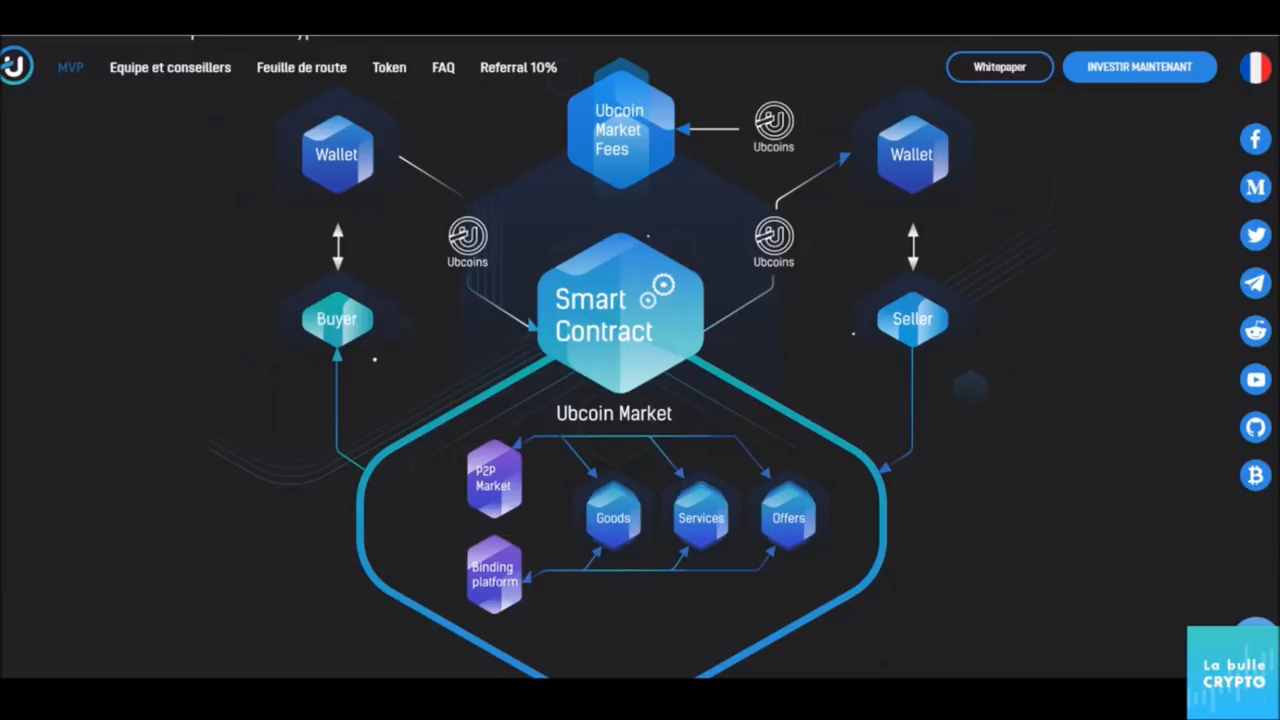 MVP
Equipe et conseillers
Feuille de route
Token
FAQ
Referral 10%
Whitepaper
INVESTIR MAINTENANT
Wallet
Ubcoin
Market
Fees
Ubcoins
Wallet
Ubcoins
Ubcoins
Smart
Contract
Buyer
Seller
Ubcoin Market
P2P
Market
Goods
Services
Offers
Binding
platform
La bulle
CRYPTO